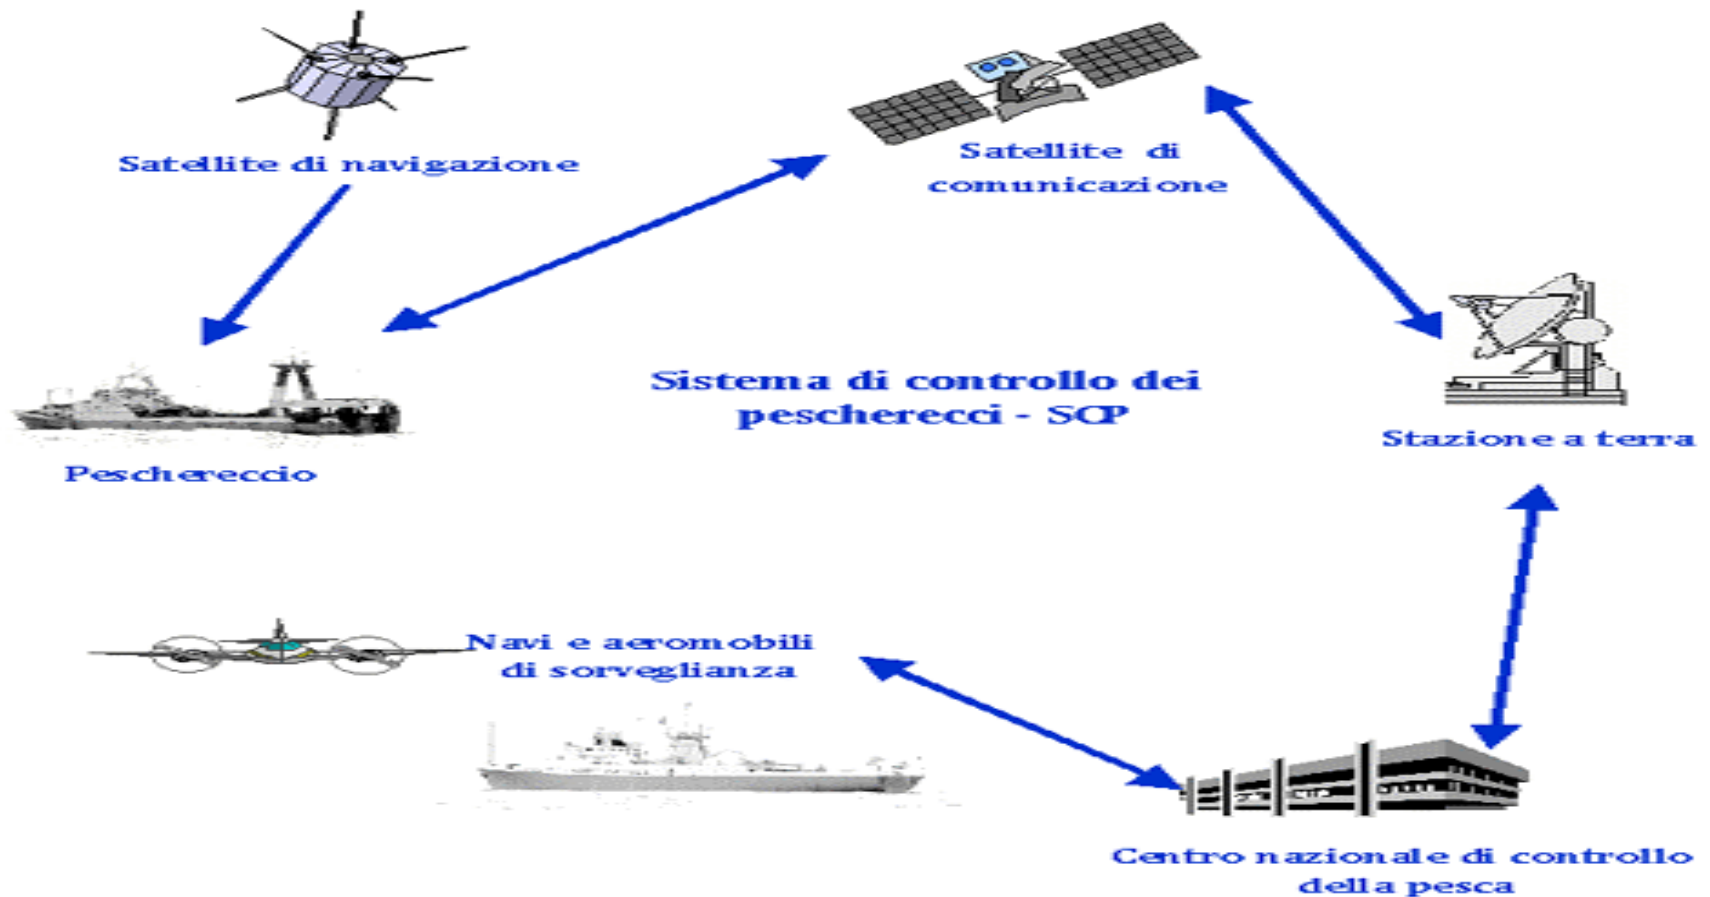 Satellite di navigazione
Satellite di
comunicazione
Sistema di controllo dei
pescherecci - SCP
Stazione a terra
Peschereccio
Navi e aeromobili
di sorveglianza
Centro nazionale di controllo
della pesca